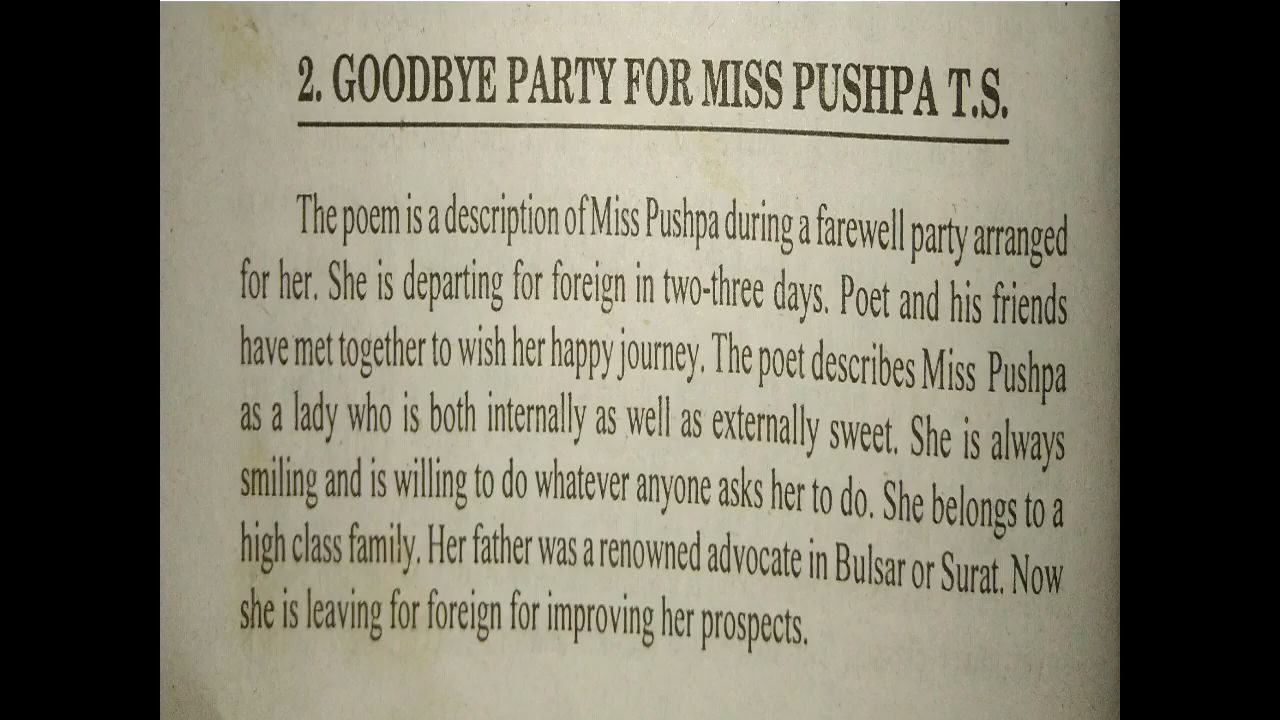 2. GOODBYE PARTY FOR MISS PUSHPA T.S.
The poem is a description of Miss Pushpa during a farewell party arranged
for her. She is departing for foreign in two-three days. Poet and his friends
have met together to wish her happy journey. The poet describes Miss Pushpa
as a lady who is both internally as well as externally sweet. She is always
smiling and is willing to do whatever anyone asks her to do. She belongs to a
high class family. Her father was a renowned advocate in Bulsar or Surat. Now
she is leaving for foreign for improving her prospects.